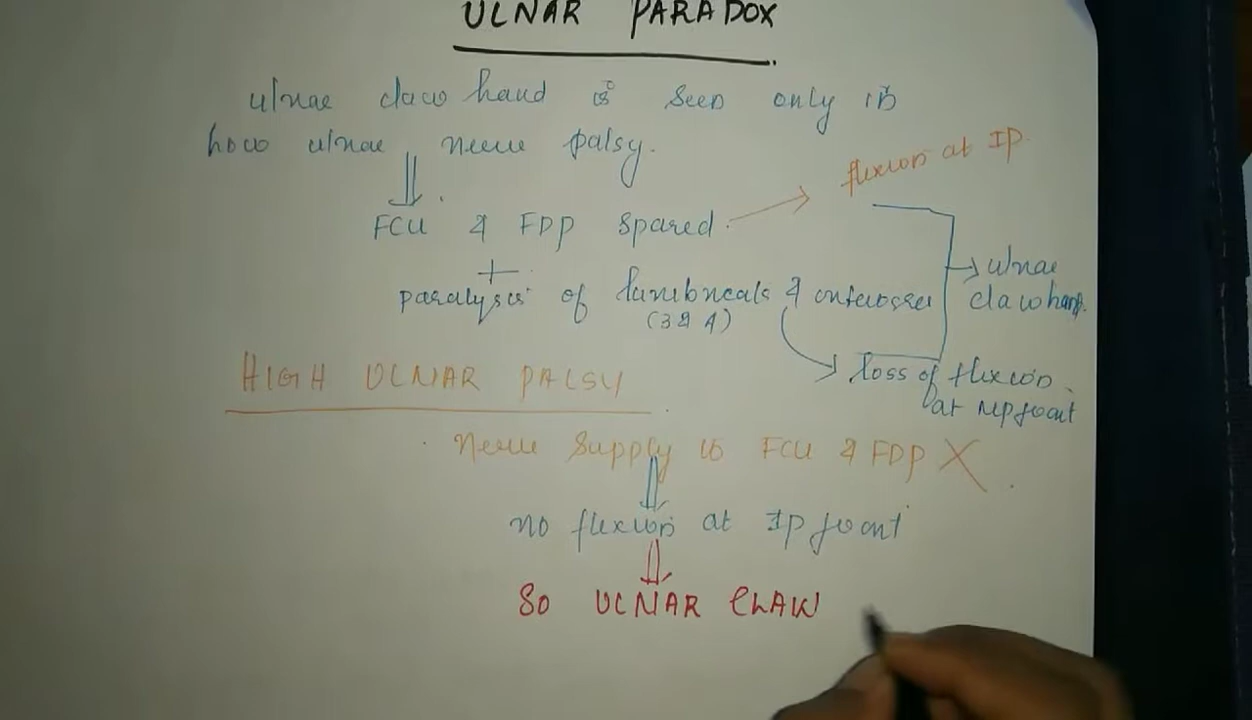 ULNAR PARADOX
ulnar claw hand is seen only in
low ulnar nerve palsy.
flexion at IP
FCU & FDP spared
+
ulnar
claw hand.
paralysis of lumbricals & interossei
(3 & 4)
loss of flexion
at MP joint
HIGH ULNAR PALSY
Nerve supply to FCU & FDP X
no flexion at IP joint
So ULNAR CLAW